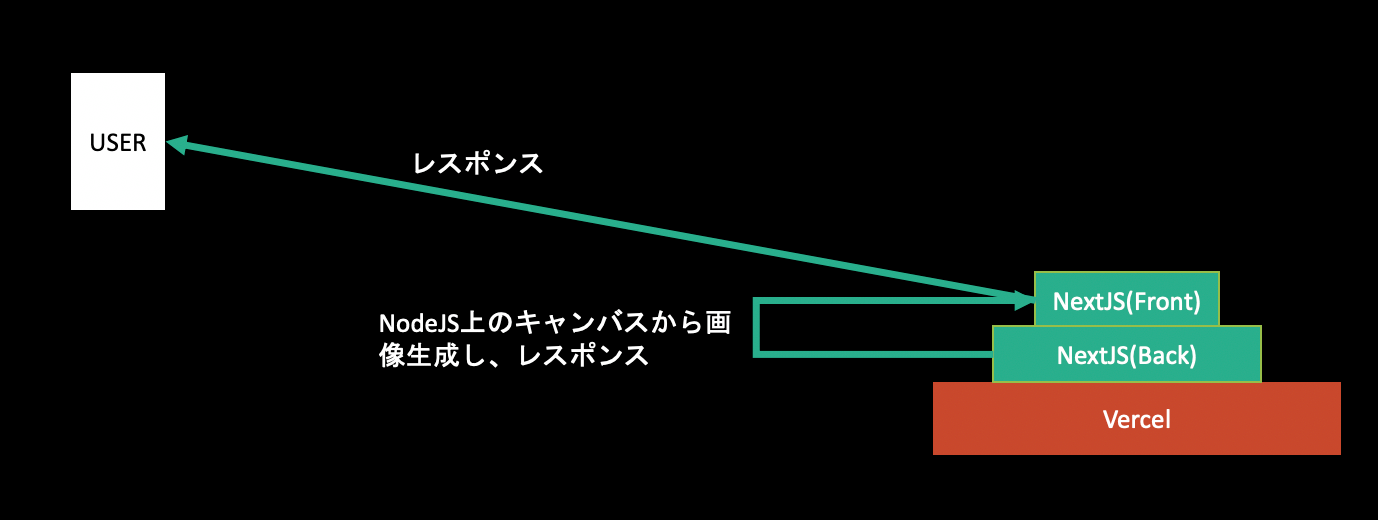 USER
レスポンス
NextJS(Front)
NodeJS上のキャンバスから画
像生成し、レスポンス
NextJS(Back)
Vercel